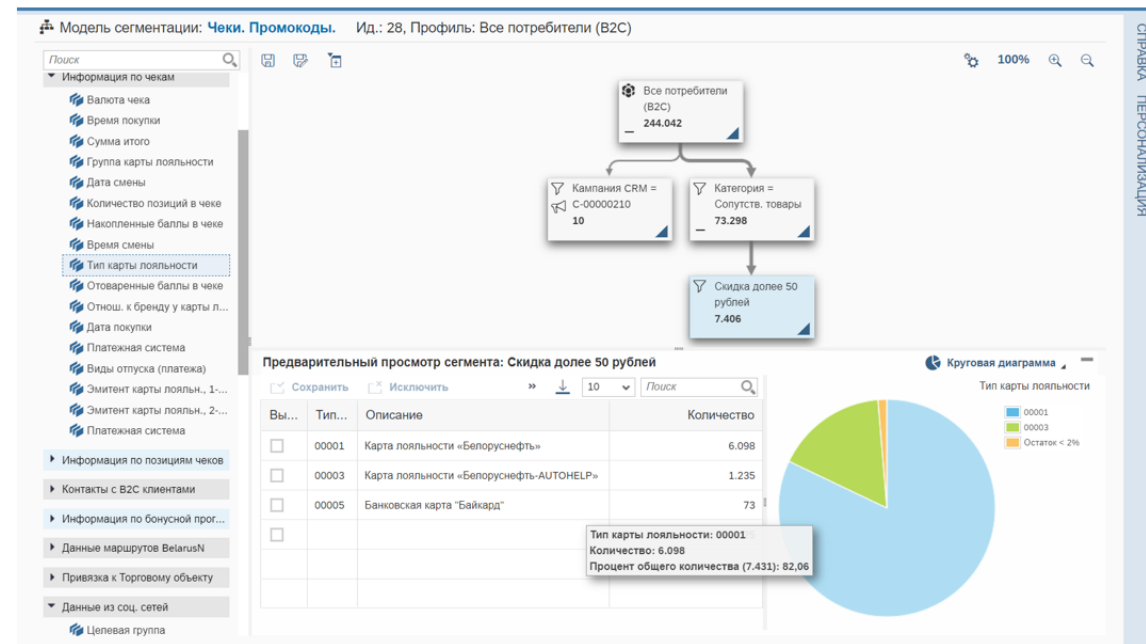 Модель сегментации: Чеки. Промокоды. Ид.: 28, Профиль: Все потребители (B2C)
СПРАВКА ПЕРСОНАЛИЗАЦИЯ
Поиск
100%
Информация по чекам
Валюта чека
Время покупки
Сумма итого
Группа карты лояльности
Дата смены
Количество позиций в чеке
Накопленные баллы в чеке
Время смены
Тип карты лояльности
Отоваренные баллы в чеке
Отнош. к бренду у карты л...
Дата покупки
Платежная система
Виды отпуска (платежа)
Эмитент карты лояльн., 1-...
Эмитент карты лояльн., 2-...
Платежная система
Информация по позициям чеков
Контакты с B2C клиентами
Информация по бонусной прог...
Данные маршрутов BelarusN
Привязка к Торговому объекту
Данные из соц. сетей
Целевая группа
Все потребители
(B2C)
244.042
Кампания CRM =
C-00000210
10
Категория =
Сопутств. товары
73.298
Скидка долее 50
рублей
7.406
Предварительный просмотр сегмента: Скидка долее 50 рублей
Круговая диаграмма
Сохранить Исключить » 10 Поиск
Вы... Тип... Описание Количество
00001 Карта лояльности «Белоруснефть» 6.098
00003 Карта лояльности «Белоруснефть-AUTOHELP» 1.235
00005 Банковская карта "Байкард" 73
Тип карты лояльности: 00001
Количество: 6.098
Процент общего количества (7.431): 82,06
Тип карты лояльности
00001
00003
Остаток < 2%